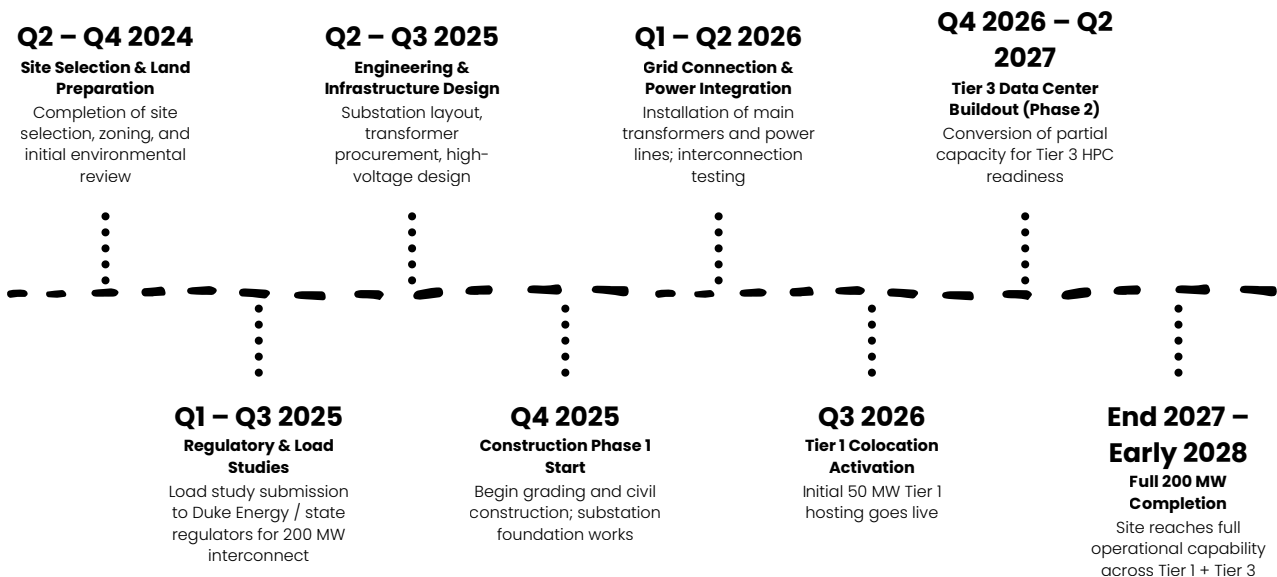 Q2 – Q4 2024
Site Selection & Land
Preparation
Completion of site
selection, zoning, and
initial environmental
review
Q1 – Q3 2025
Regulatory & Load
Studies
Load study submission
to Duke Energy / state
regulators for 200 MW
interconnect
Q2 – Q3 2025
Engineering &
Infrastructure Design
Substation layout,
transformer
procurement, high-
voltage design
Q4 2025
Construction Phase 1
Start
Begin grading and civil
construction; substation
foundation works
Q1 – Q2 2026
Grid Connection &
Power Integration
Installation of main
transformers and power
lines; interconnection
testing
Q3 2026
Tier 1 Colocation
Activation
Initial 50 MW Tier 1
hosting goes live
Q4 2026 – Q2
2027
Tier 3 Data Center
Buildout (Phase 2)
Conversion of partial
capacity for Tier 3 HPC
readiness
End 2027 –
Early 2028
Full 200 MW
Completion
Site reaches full
operational capability
across Tier 1 + Tier 3